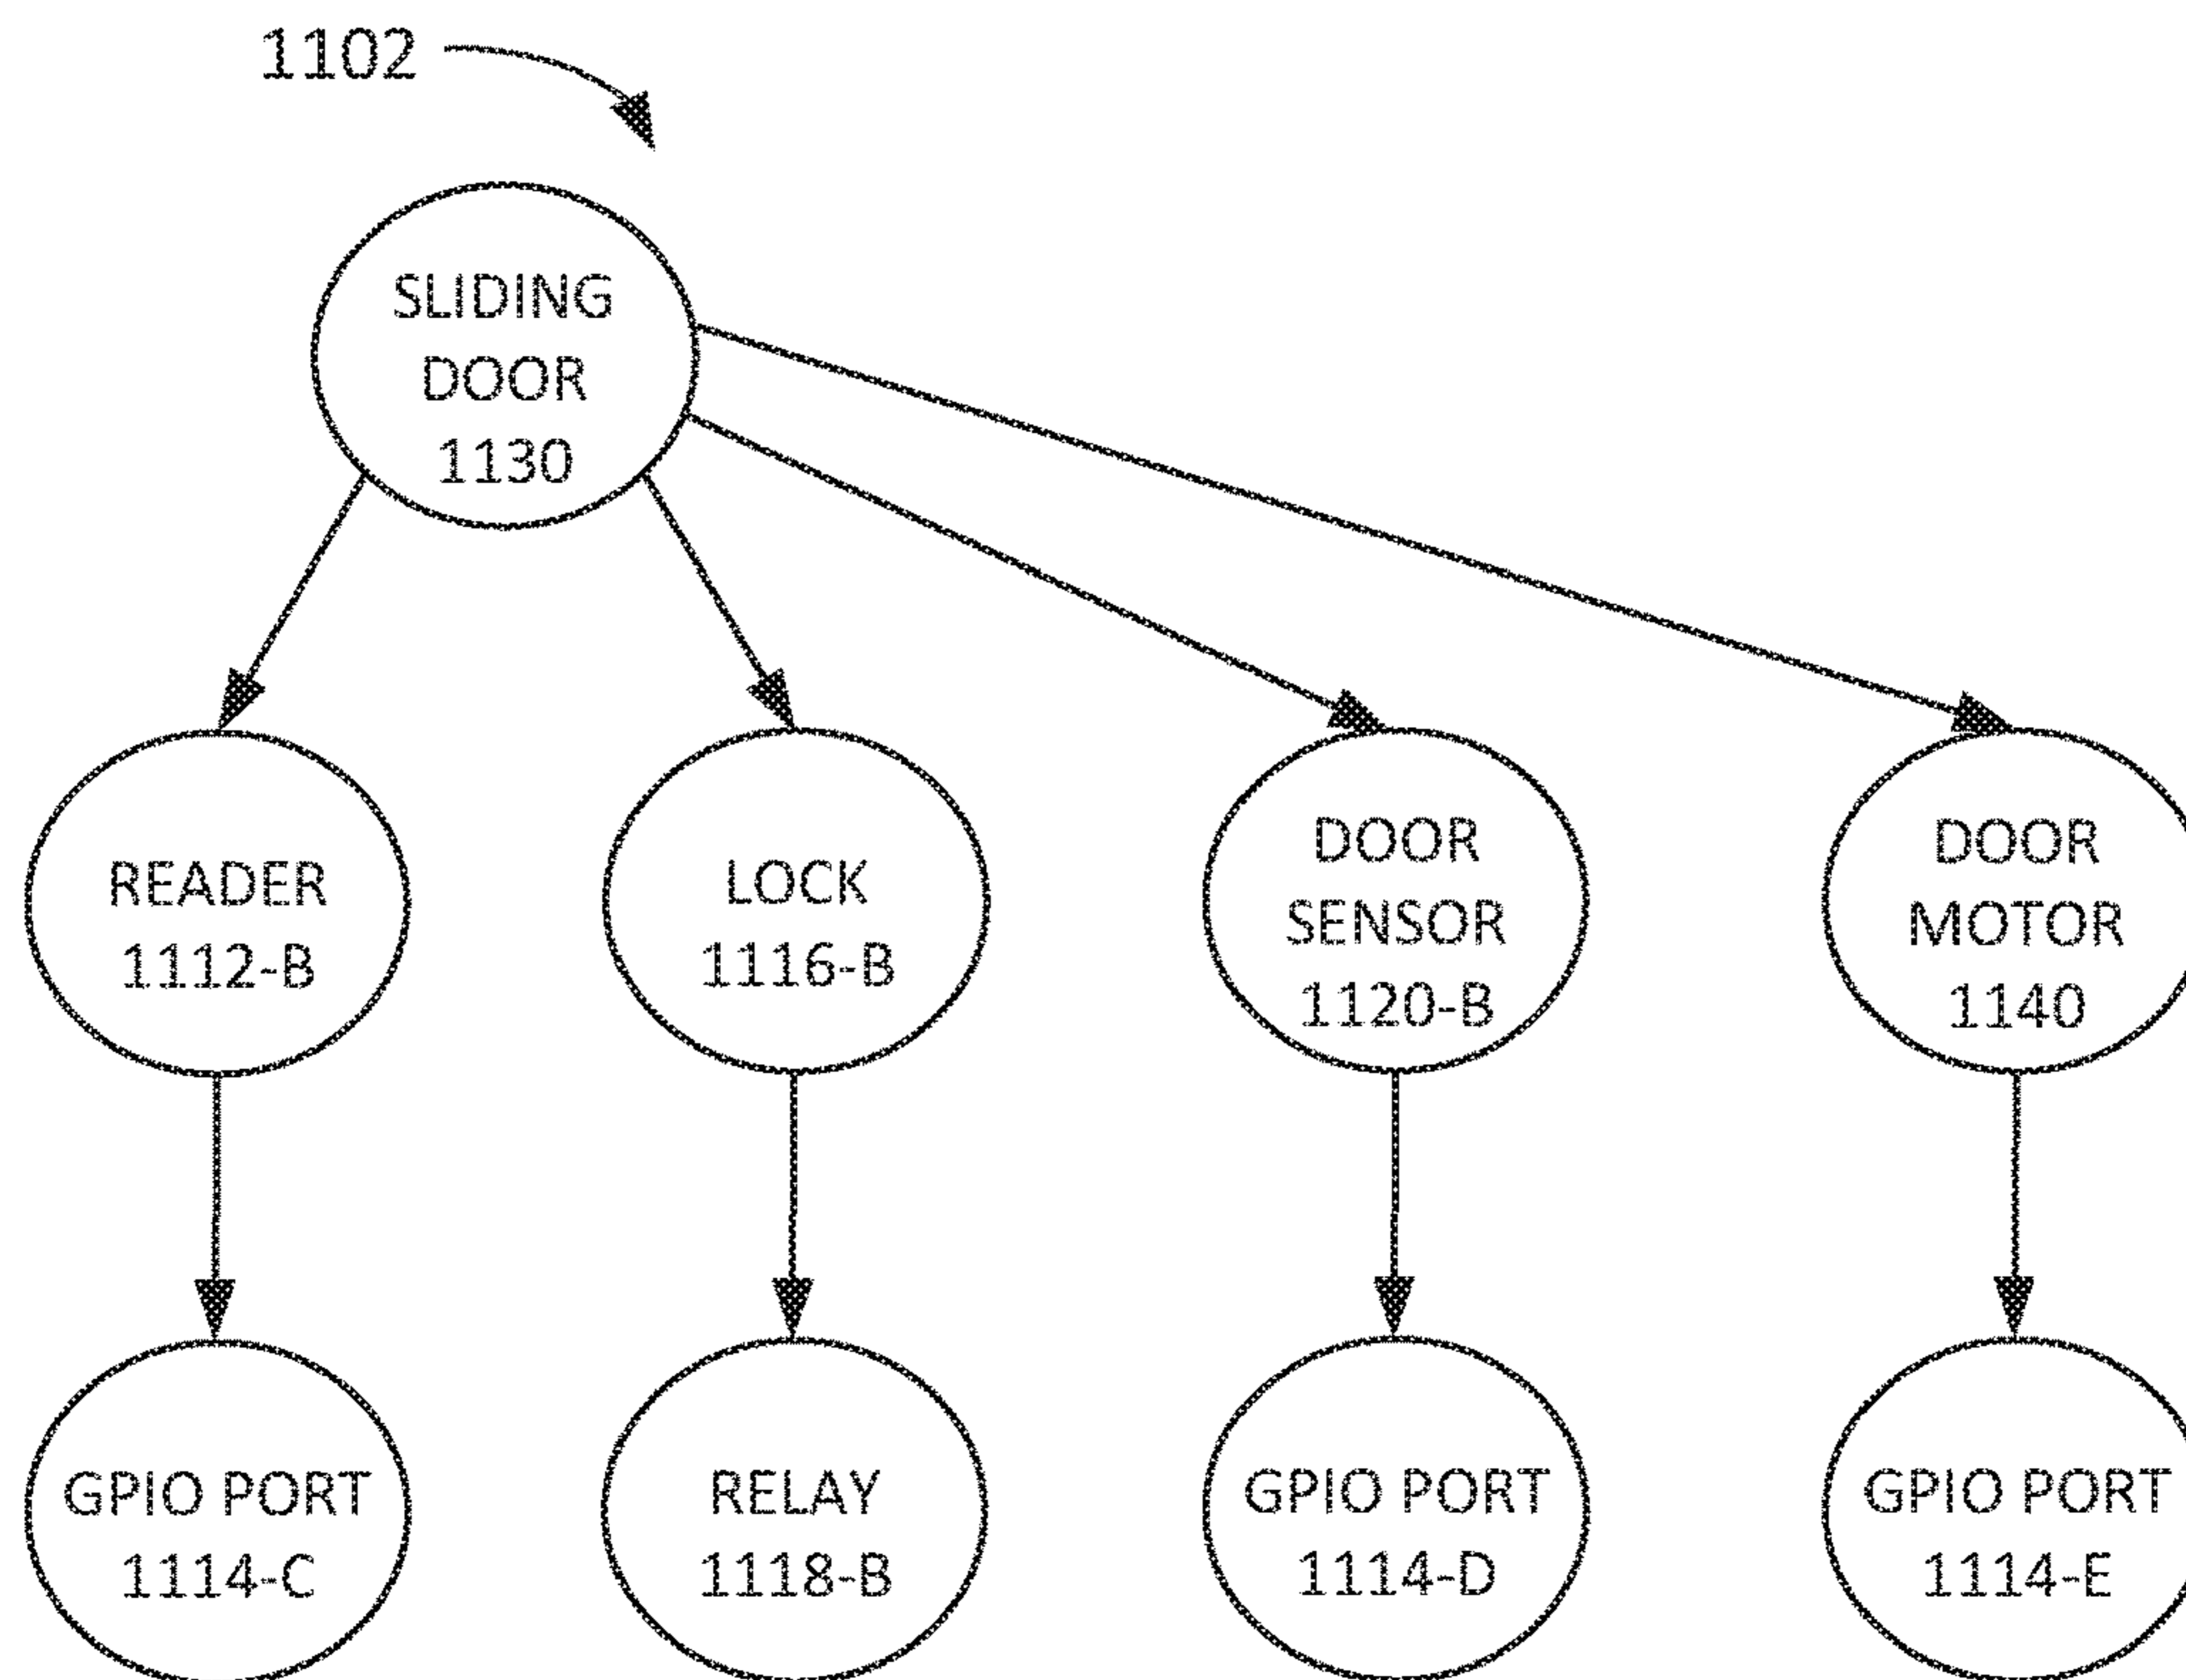 1102
SLIDING
DOOR
1130
READER
1112-B
LOCK
1116-B
DOOR
SENSOR
1120-B
DOOR
MOTOR
1140
GPIO PORT
1114-C
RELAY
1118-B
GPIO PORT
1114-D
GPIO PORT
1114-E